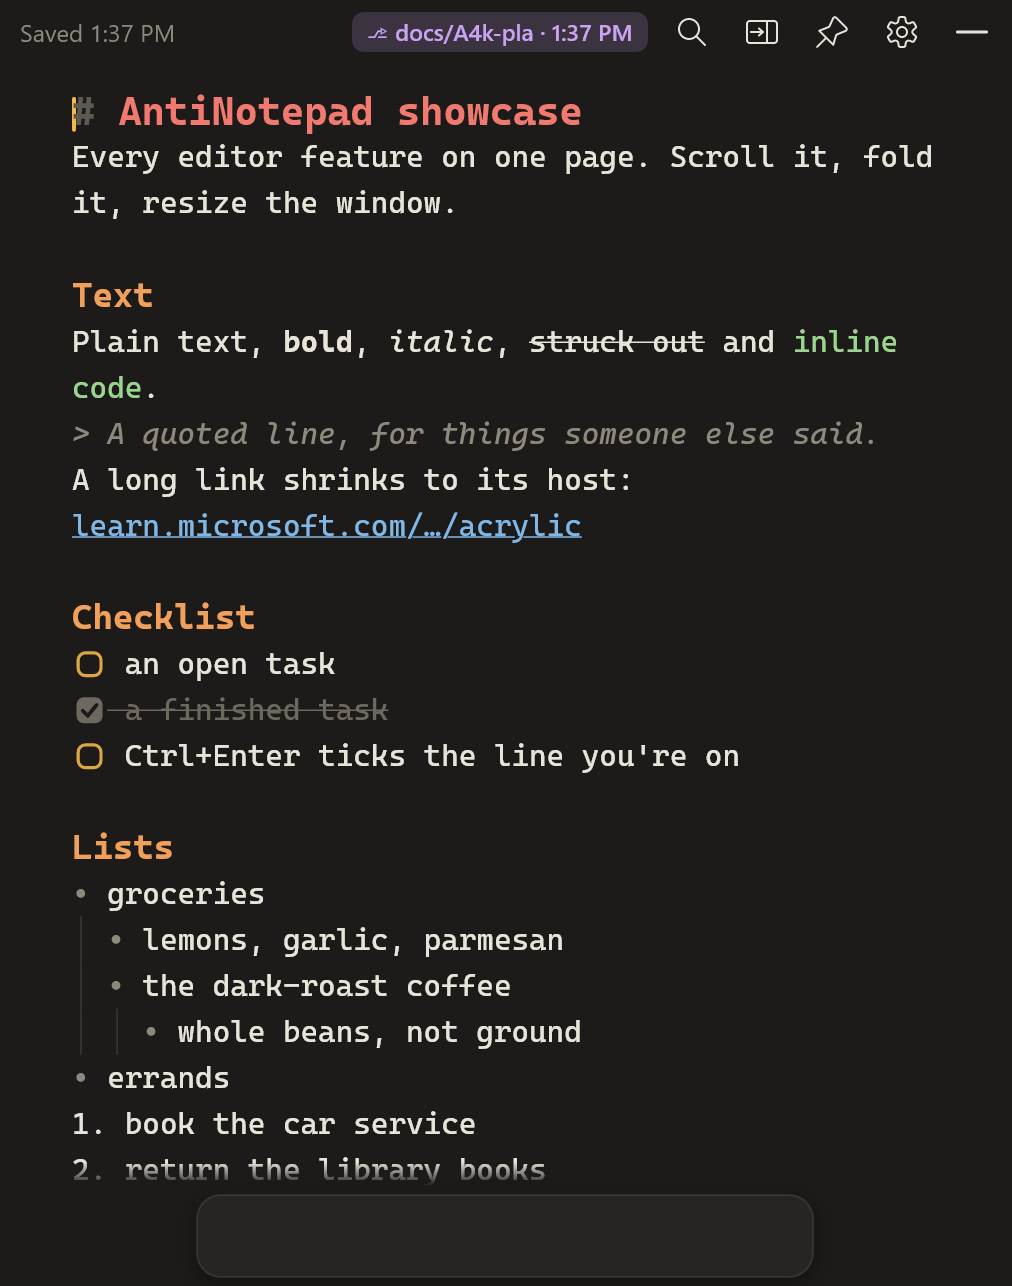 Saved 1:37 PM
docs/A4k-pla · 1:37 PM
# AntiNotepad showcase
Every editor feature on one page. Scroll it, fold
it, resize the window.
Text
Plain text, bold, italic, struck out and inline
code.
> A quoted line, for things someone else said.
A long link shrinks to its host:
learn.microsoft.com/…/acrylic
Checklist
an open task
a finished task
Ctrl+Enter ticks the line you're on
Lists
• groceries
• lemons, garlic, parmesan
• the dark-roast coffee
• whole beans, not ground
• errands
1. book the car service
2. return the library books